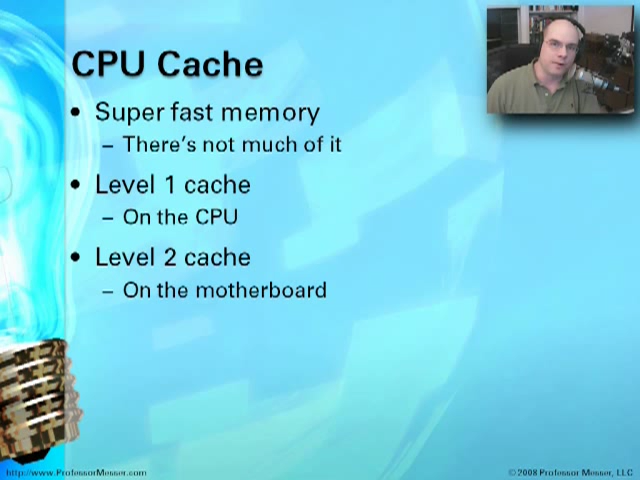 CPU Cache
• Super fast memory
– There's not much of it
• Level 1 cache
– On the CPU
• Level 2 cache
– On the motherboard
http://www.ProfessorMesser.com
© 2008 Professor Messer, LLC